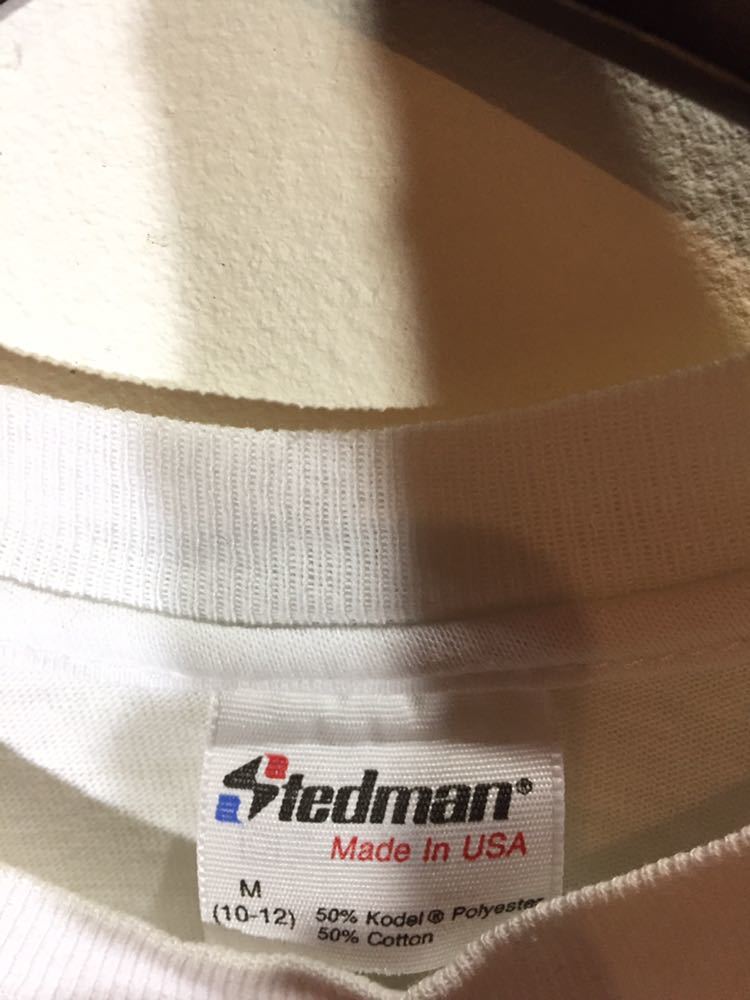 Stedman®
Made In USA
M
(10-12)
50% Kodel® Polyester
50% Cotton